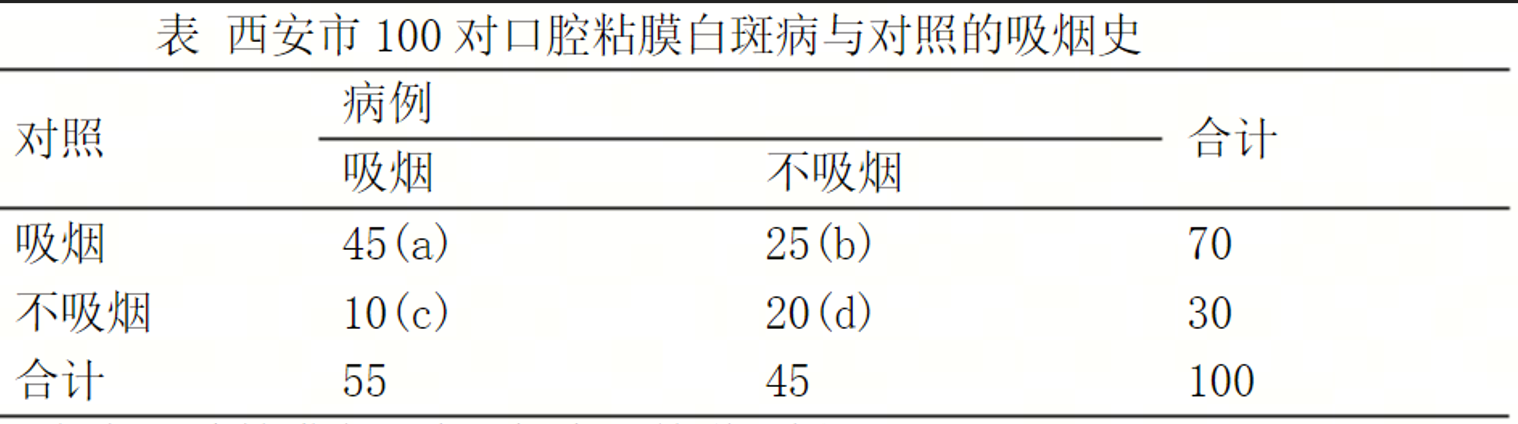 表 西安市 100 对口腔粘膜白斑病与对照的吸烟史
对照 病例 合计
吸烟 不吸烟
吸烟 45(a) 25(b) 70
不吸烟 10(c) 20(d) 30
合计 55 45 100